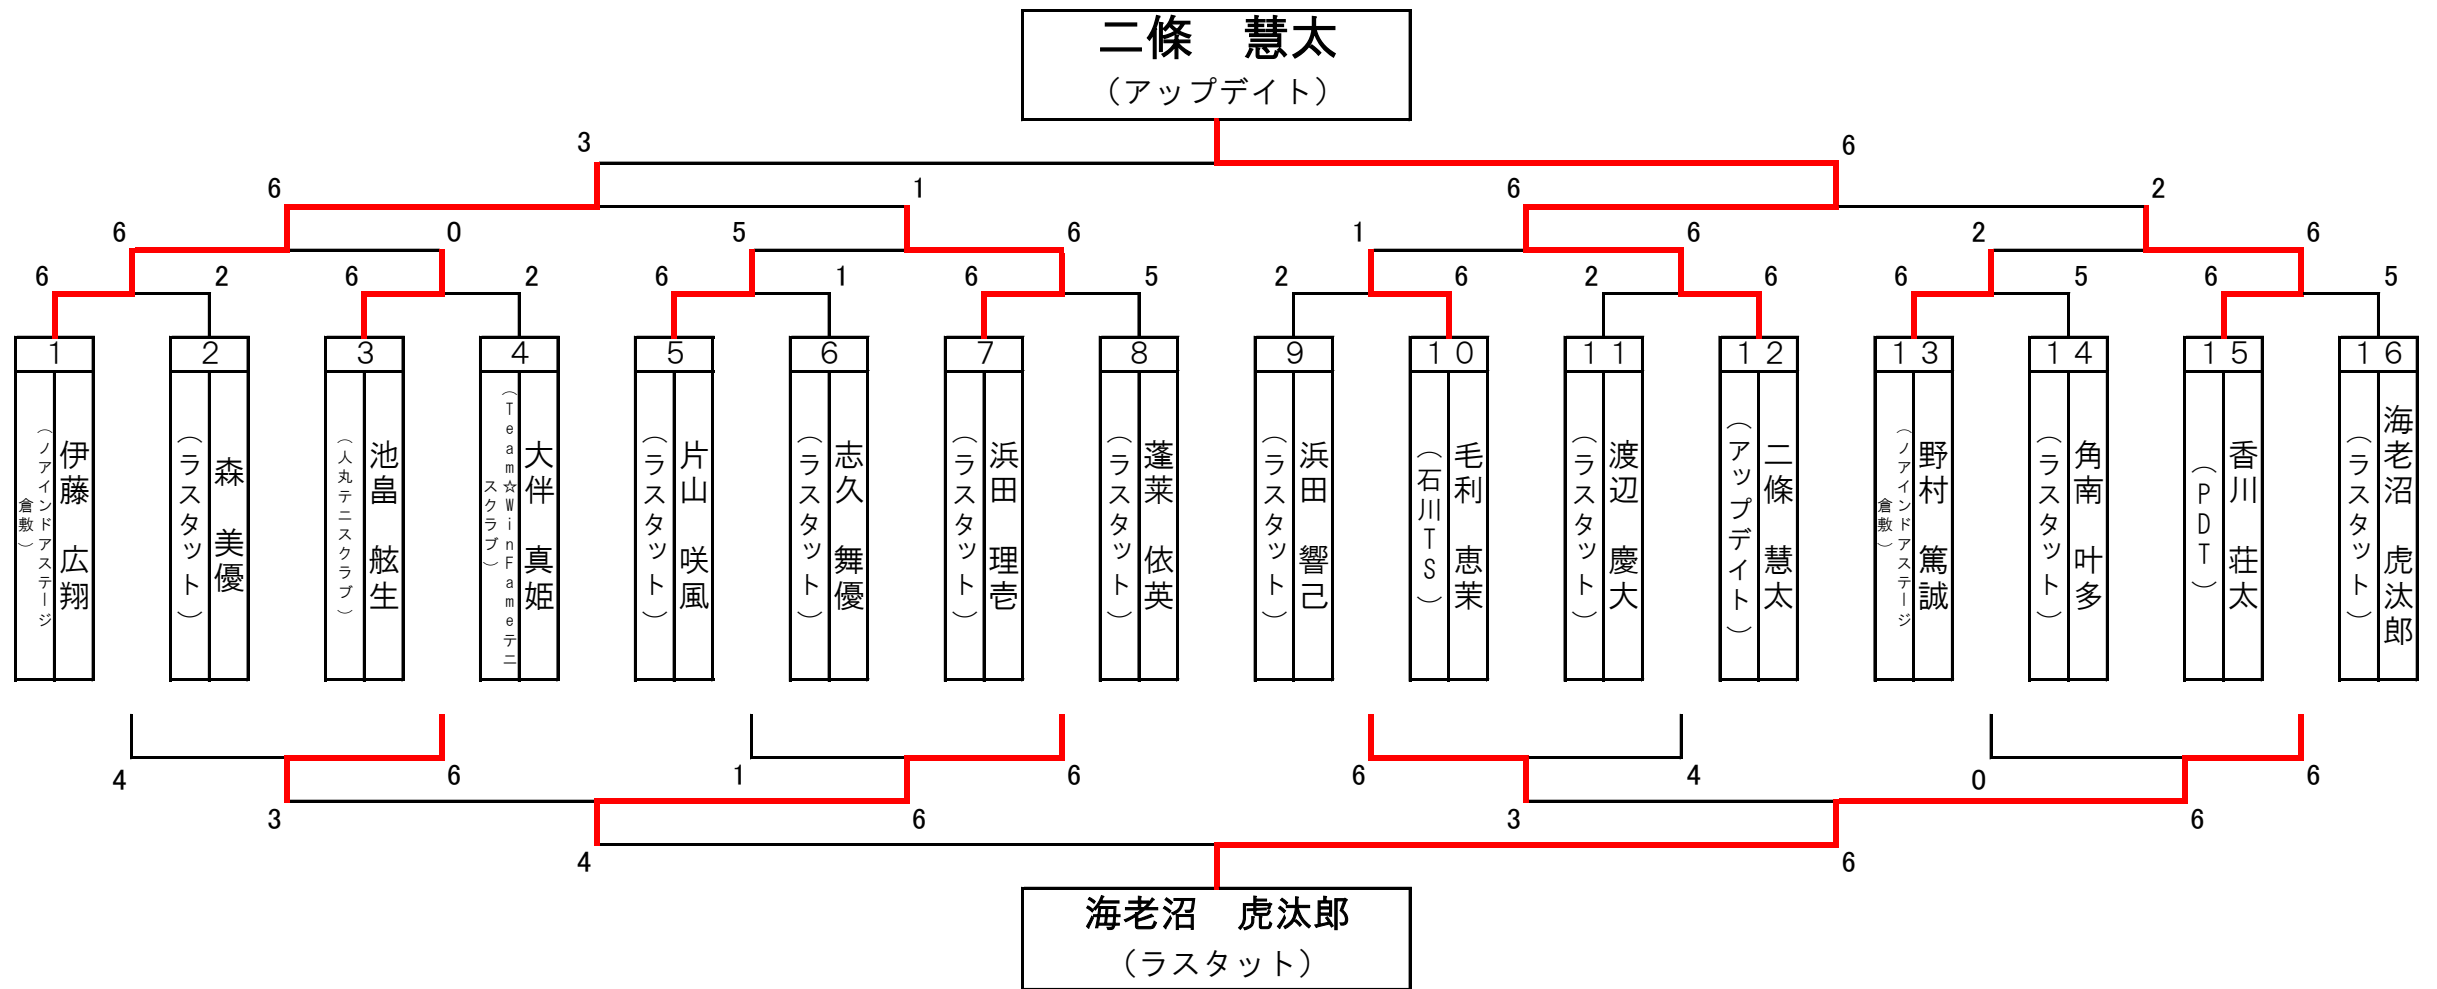 二條　慧太
（アップデイト）
3
6
6
1
6
2
6
0
5
6
1
6
2
6
6
2
6
2
6
1
6
5
2
6
2
6
6
5
6
5
1
2
3
4
5
6
7
8
9
10
11
12
13
14
15
16
伊藤　広翔
（ノアインドアステージ
倉敷）
森　美優
（ラスタット）
池畠　舷生
（人丸テニスクラブ）
大伴　真姫
（Team☆WinFameテニ
スクラブ）
片山　咲風
（ラスタット）
志久　舞優
（ラスタット）
浜田　理壱
（ラスタット）
蓬莱　依英
（ラスタット）
浜田　響己
（ラスタット）
毛利　恵茉
（石川TS）
渡辺　慶大
（ラスタット）
二條　慧太
（アップデイト）
野村　篤誠
（ノアインドアステージ
倉敷）
角南　叶多
（ラスタット）
香川　荘太
（PDT）
海老沼　虎汰郎
（ラスタット）
4
6
1
6
6
4
0
6
3
6
3
6
4
6
海老沼　虎汰郎
（ラスタット）